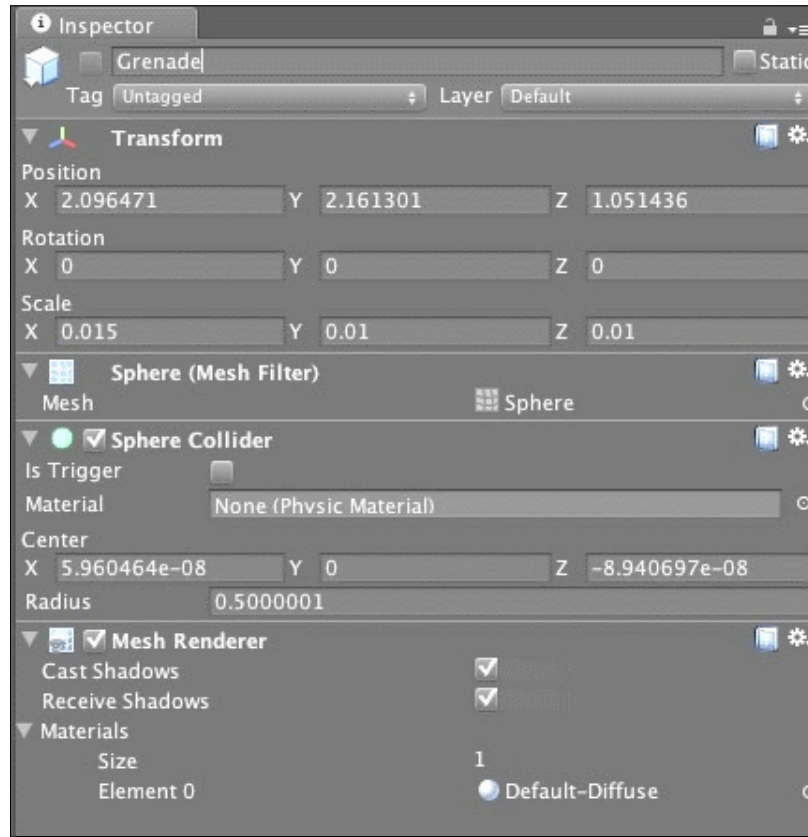 Inspector
Grenade
Static
Tag Untagged Layer Default
Transform
Position
X 2.096471 Y 2.161301 Z 1.051436
Rotation
X 0 Y 0 Z 0
Scale
X 0.015 Y 0.01 Z 0.01
Sphere (Mesh Filter)
Mesh Sphere
Sphere Collider
Is Trigger
Material None (Physic Material)
Center
X 5.960464e-08 Y 0 Z -8.940697e-08
Radius 0.5000001
Mesh Renderer
Cast Shadows
Receive Shadows
Materials
Size 1
Element 0 Default-Diffuse